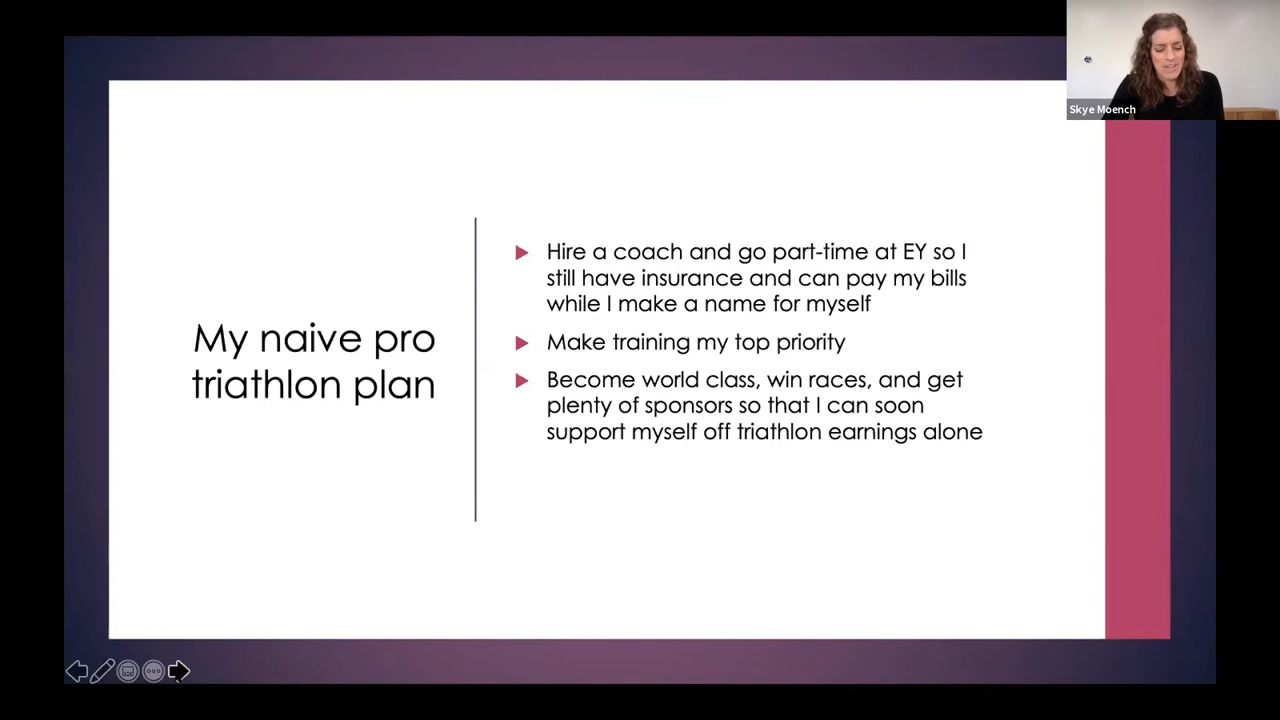 Skye Moench
My naive pro
triathlon plan
Hire a coach and go part-time at EY so I
still have insurance and can pay my bills
while I make a name for myself
Make training my top priority
Become world class, win races, and get
plenty of sponsors so that I can soon
support myself off triathlon earnings alone